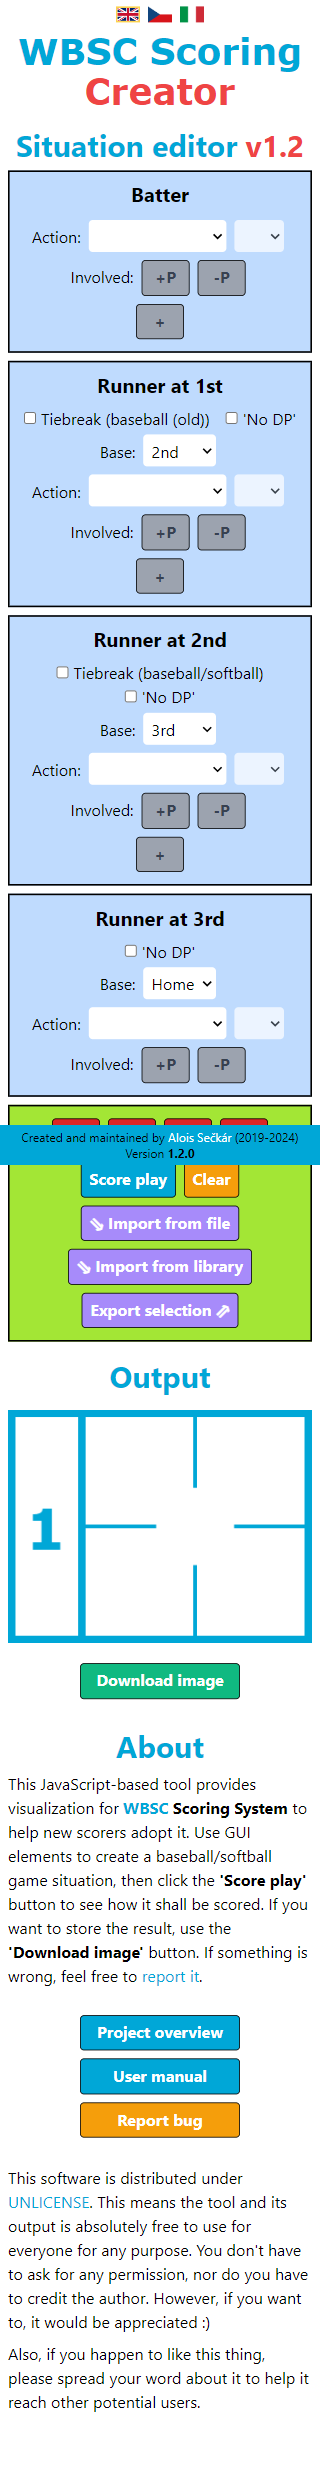 WBSC Scoring
Creator
Situation editor v1.2
Batter
Action:
Involved: +P -P
+
Runner at 1st
Tiebreak (baseball (old)) 'No DP'
Base: 2nd
Action:
Involved: +P -P
+
Runner at 2nd
Tiebreak (baseball/softball)
'No DP'
Base: 3rd
Action:
Involved: +P -P
+
Runner at 3rd
'No DP'
Base: Home
Action:
Involved: +P -P
Created and maintained by Alois Sečkár (2019-2024)
Version 1.2.0
Score play Clear
⇘ Import from file
⇘ Import from library
Export selection ⇗
Output
1
Download image
About
This JavaScript-based tool provides
visualization for WBSC Scoring System to
help new scorers adopt it. Use GUI
elements to create a baseball/softball
game situation, then click the 'Score play'
button to see how it shall be scored. If you
want to store the result, use the
'Download image' button. If something is
wrong, feel free to report it.
Project overview
User manual
Report bug
This software is distributed under
UNLICENSE. This means the tool and its
output is absolutely free to use for
everyone for any purpose. You don't have
to ask for any permission, nor do you have
to credit the author. However, if you want
to, it would be appreciated :)
Also, if you happen to like this thing,
please spread your word about it to help it
reach other potential users.